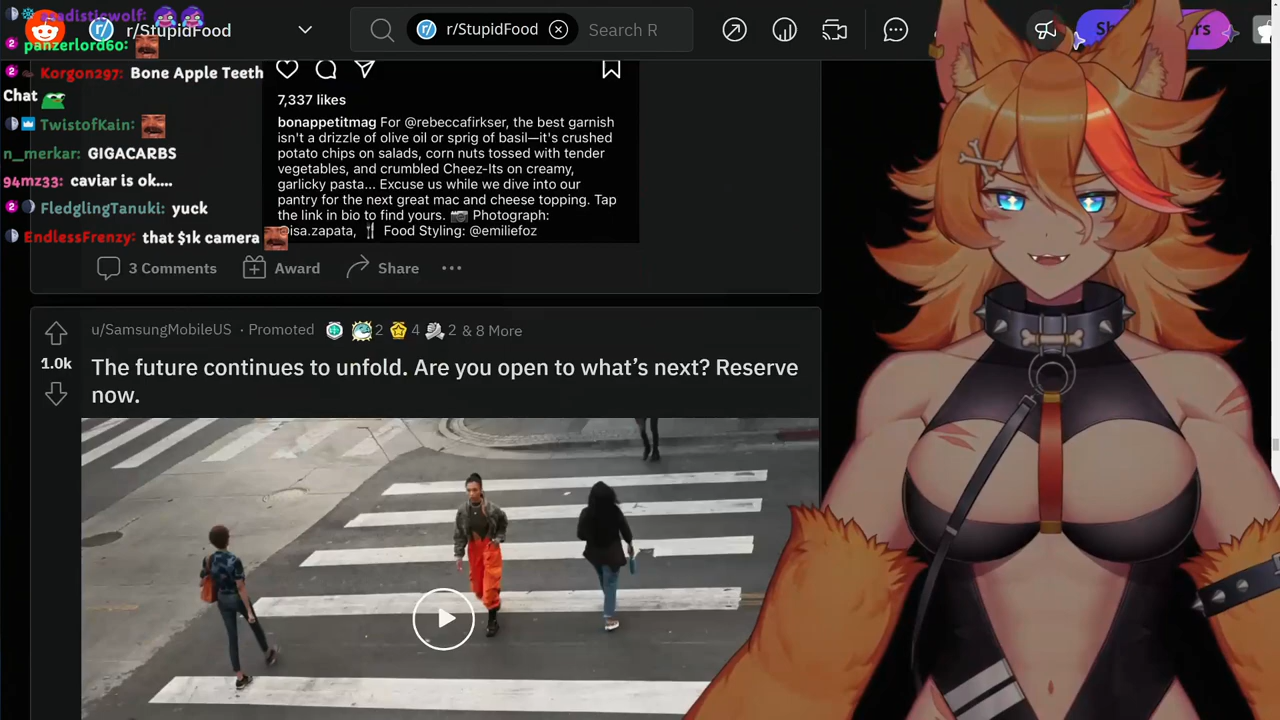 sadisticwolf:
panzerlord60:
Korgon297: Bone Apple Teeth
Chat
TwistofKain:
n_merkar: GIGACARBS
94mz33: caviar is ok....
FledglingTanuki: yuck
EndlessFrenzy: that $1k camera
r/StupidFood
r/StupidFood
Search R
7,337 likes
bonappetitmag For @rebeccafirkser, the best garnish
isn't a drizzle of olive oil or sprig of basil—it's crushed
potato chips on salads, corn nuts tossed with tender
vegetables, and crumbled Cheez-Its on creamy,
garlicky pasta... Excuse us while we dive into our
pantry for the next great mac and cheese topping. Tap
the link in bio to find yours. Photograph:
@isa.zapata, Food Styling: @emiliefoz
3 Comments
Award
Share
u/SamsungMobileUS · Promoted 2 4 2 & 8 More
1.0k
The future continues to unfold. Are you open to what's next? Reserve
now.